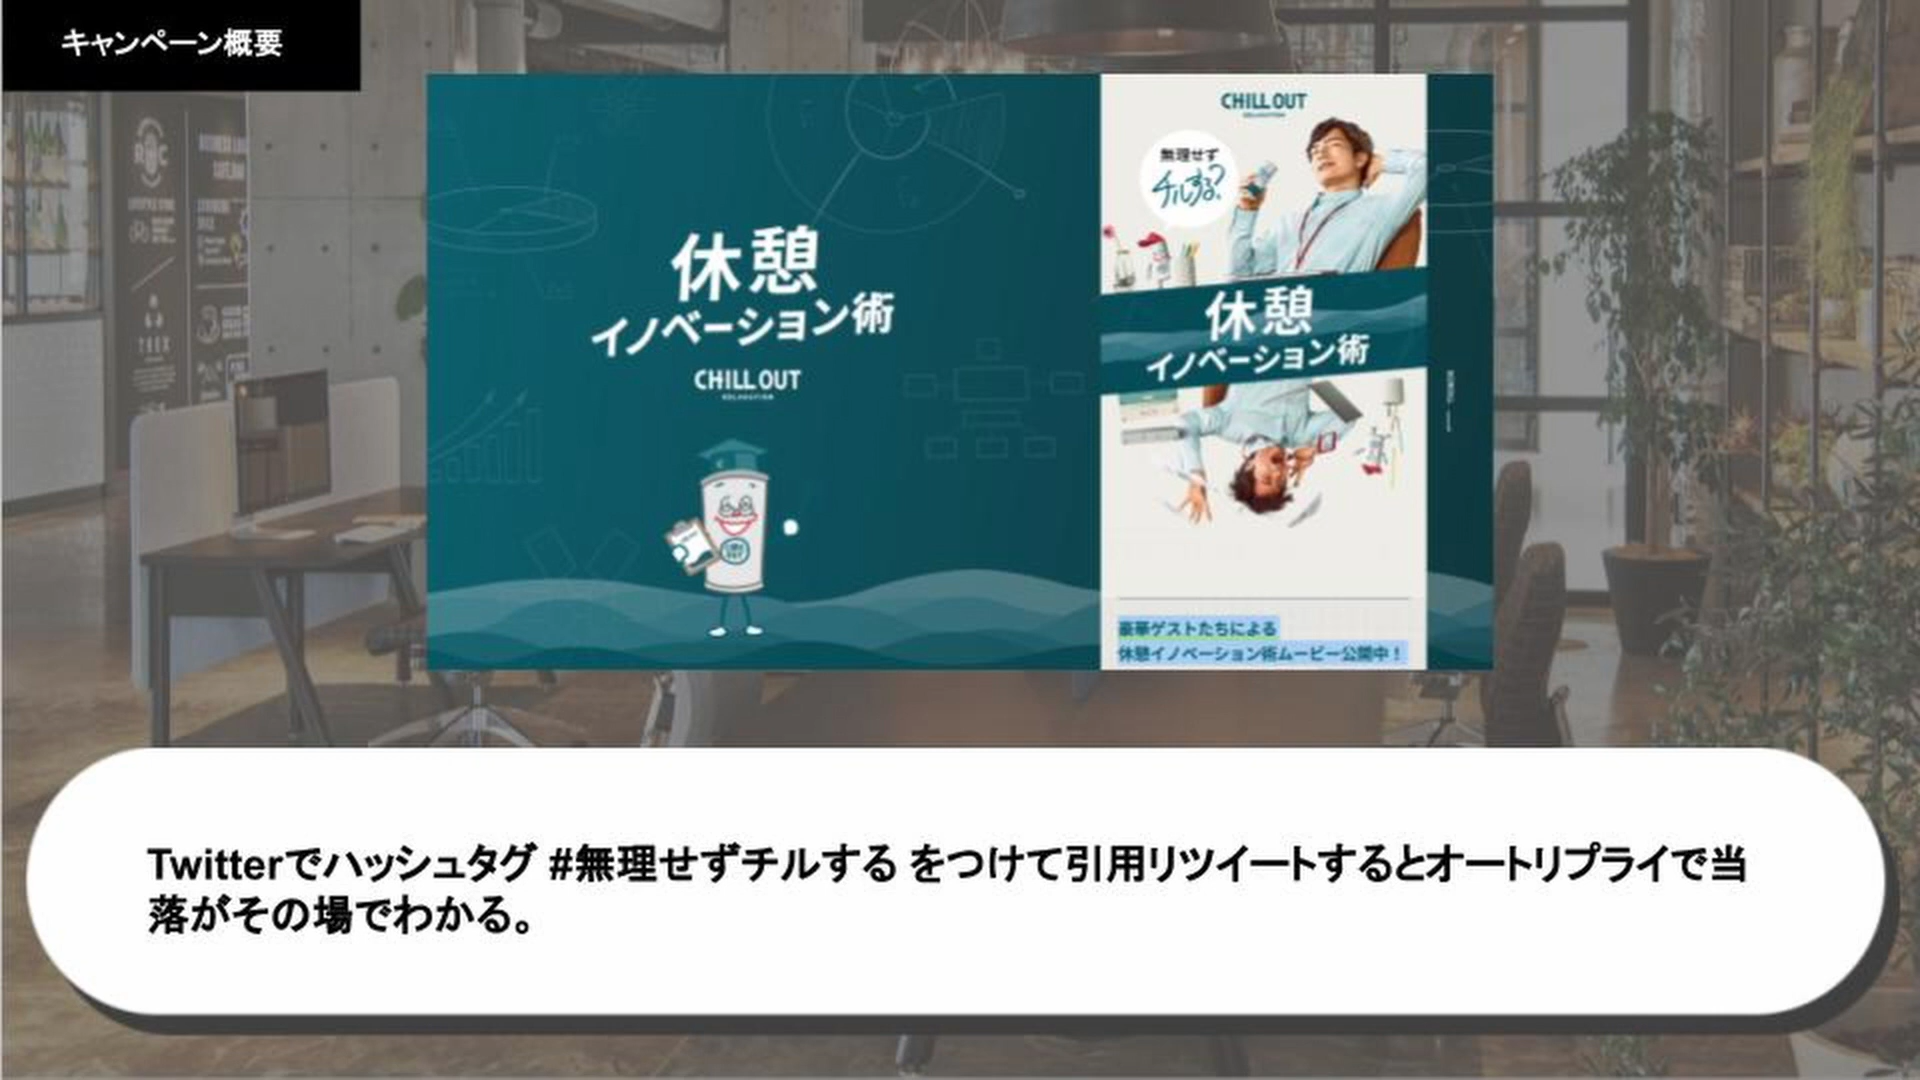 キャンペーン概要
休憩
イノベーション術
CHILL OUT
RELAXATION
CHILL OUT
RELAXATION
無理せず
チルする?
休憩
イノベーション術
豪華ゲストたちによる
休憩イノベーション術ムービー公開中！
Twitterでハッシュタグ #無理せずチルする をつけて引用リツイートするとオートリプライで当
落がその場でわかる。